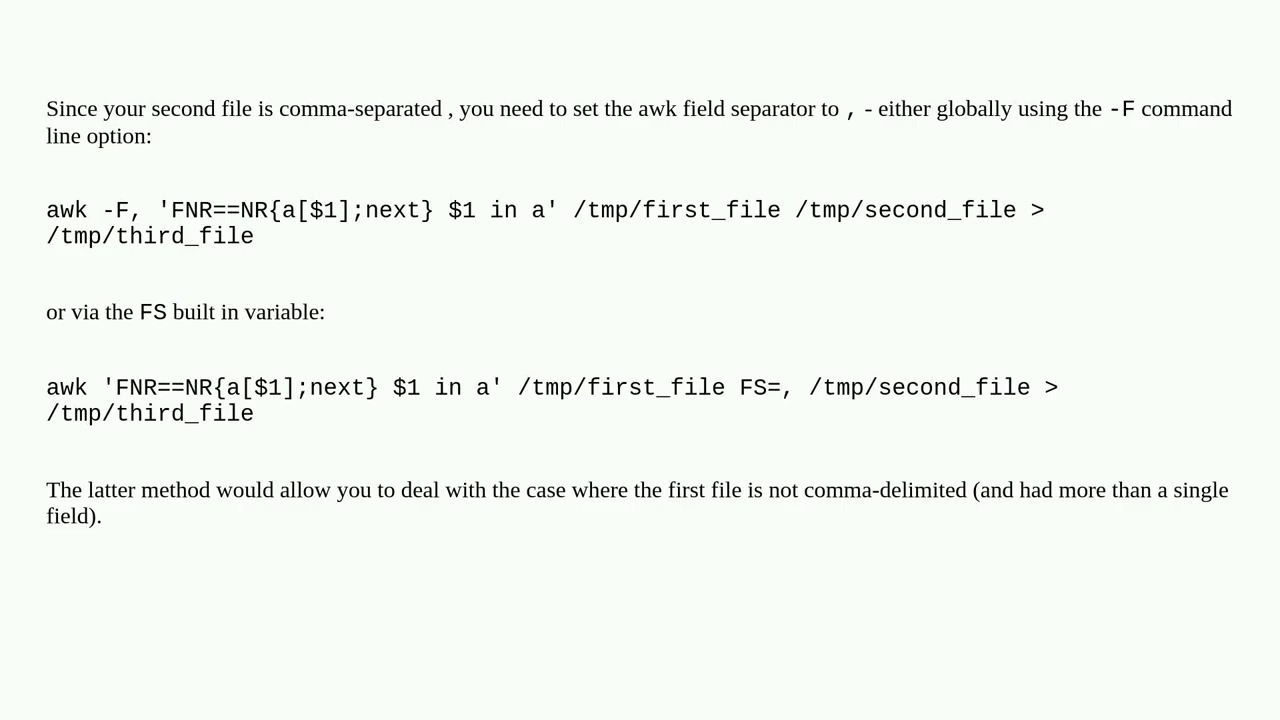 Since your second file is comma-separated , you need to set the awk field separator to , - either globally using the -F command
line option:
awk -F, 'FNR==NR{a[$1];next} $1 in a' /tmp/first_file /tmp/second_file >
/tmp/third_file
or via the FS built in variable:
awk 'FNR==NR{a[$1];next} $1 in a' /tmp/first_file FS=, /tmp/second_file >
/tmp/third_file
The latter method would allow you to deal with the case where the first file is not comma-delimited (and had more than a single
field).